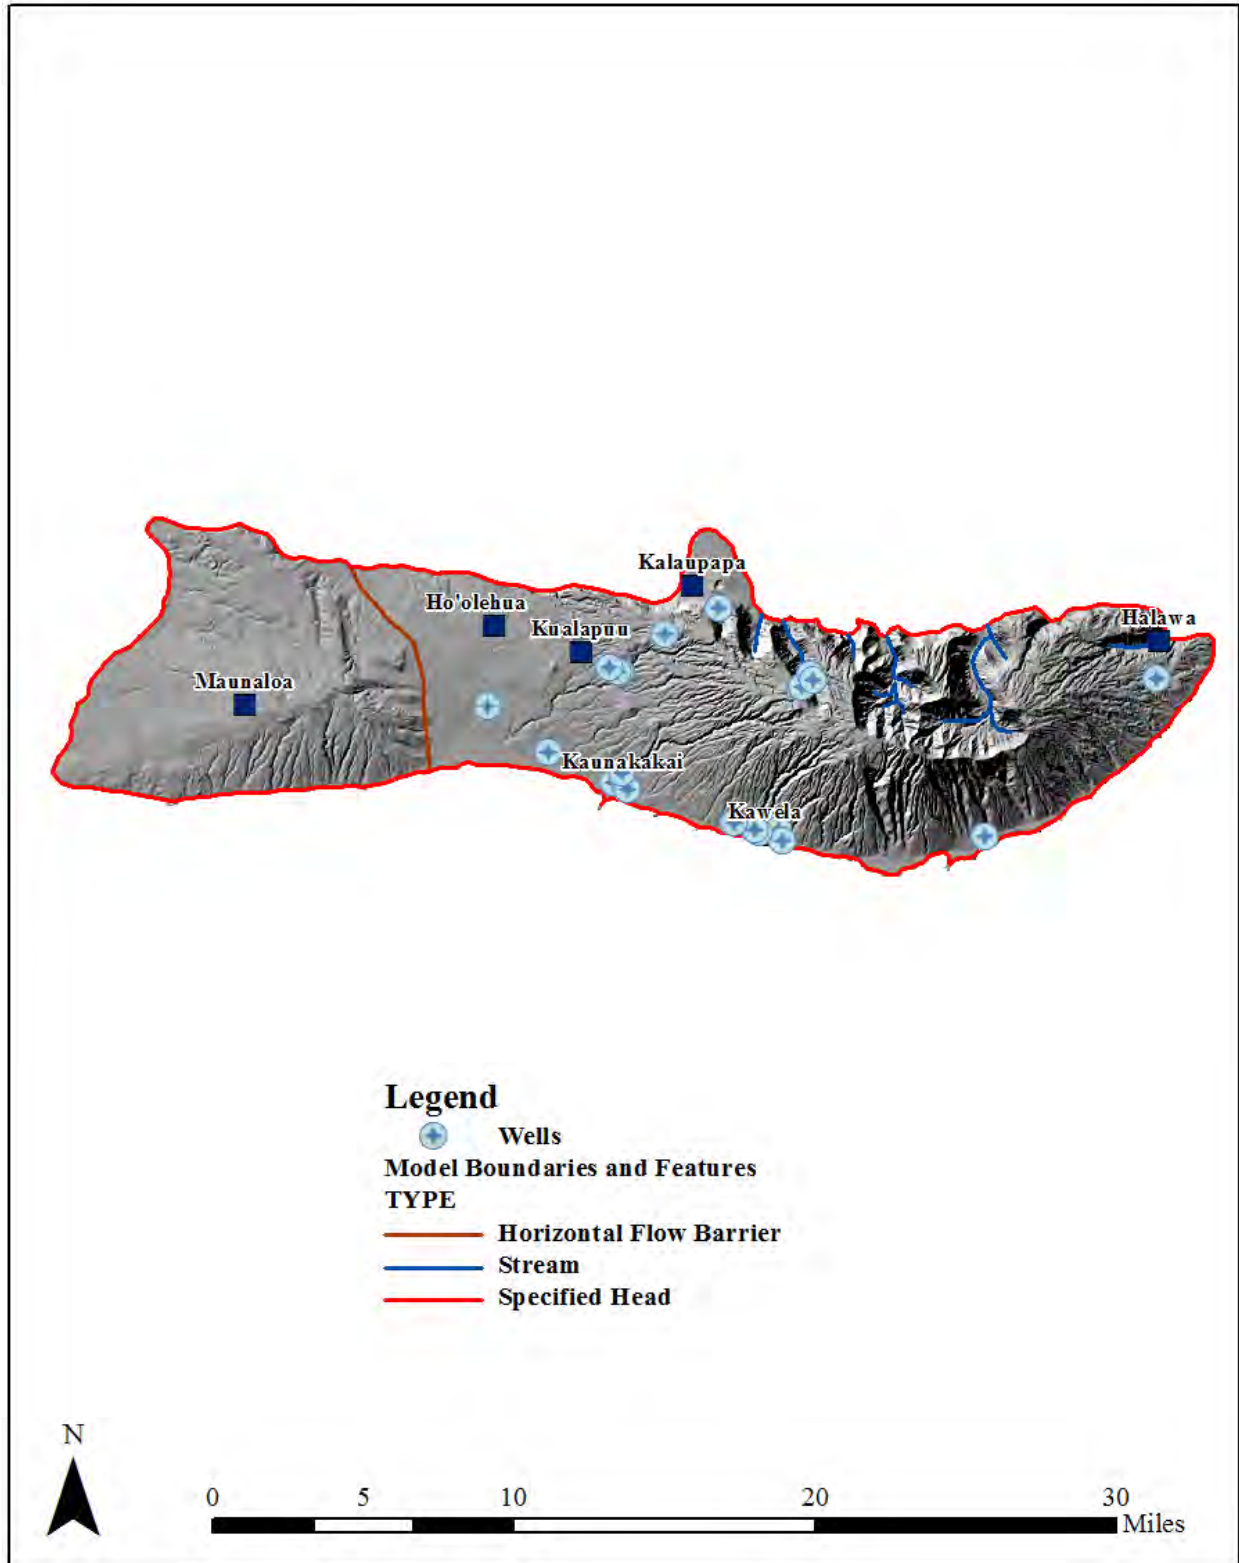 Kalaupapa
Ho'olehua
Halawa
Kualapuu
Maunaloa
Kaunakakai
Kawela
Legend
Wells
Model Boundaries and Features
TYPE
Horizontal Flow Barrier
Stream
Specified Head
N
0 5 10 20 30
Miles